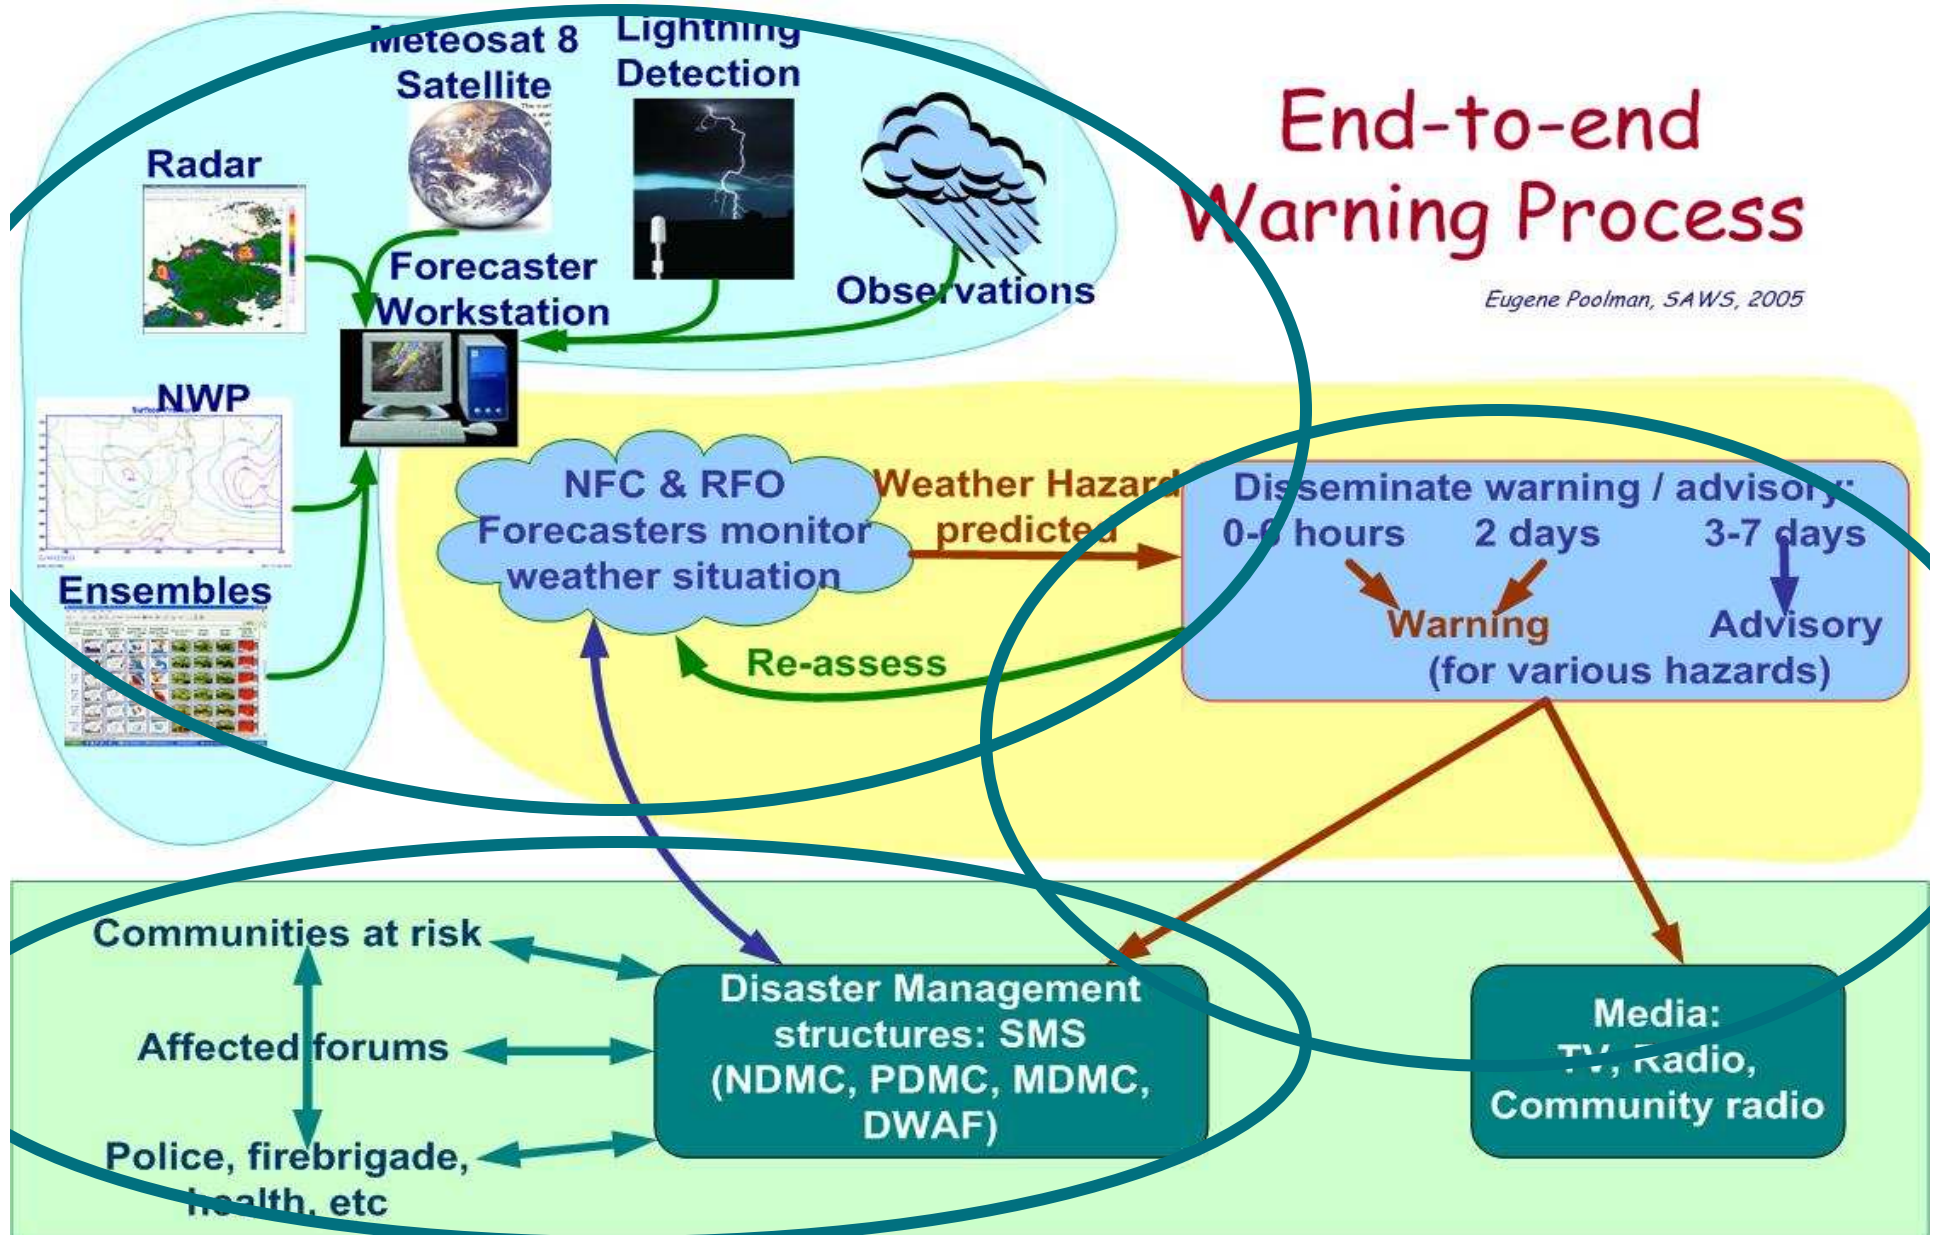 Meteosat 8
Satellite
Lightning
Detection
Radar
Forecaster
Workstation
Observations
End-to-end
Warning Process
Eugene Poolman, SAWS, 2005
NWP
Ensembles
NFC & RFO
Forecasters monitor
weather situation
Weather Hazard
predicted
Re-assess
Disseminate warning / advisory:
0-6 hours
2 days
3-7 days
Warning
Advisory
(for various hazards)
Communities at risk
Affected forums
Police, firebrigade,
health, etc
Disaster Management
structures: SMS
(NDMC, PDMC, MDMC,
DWAF)
Media:
TV, Radio,
Community radio